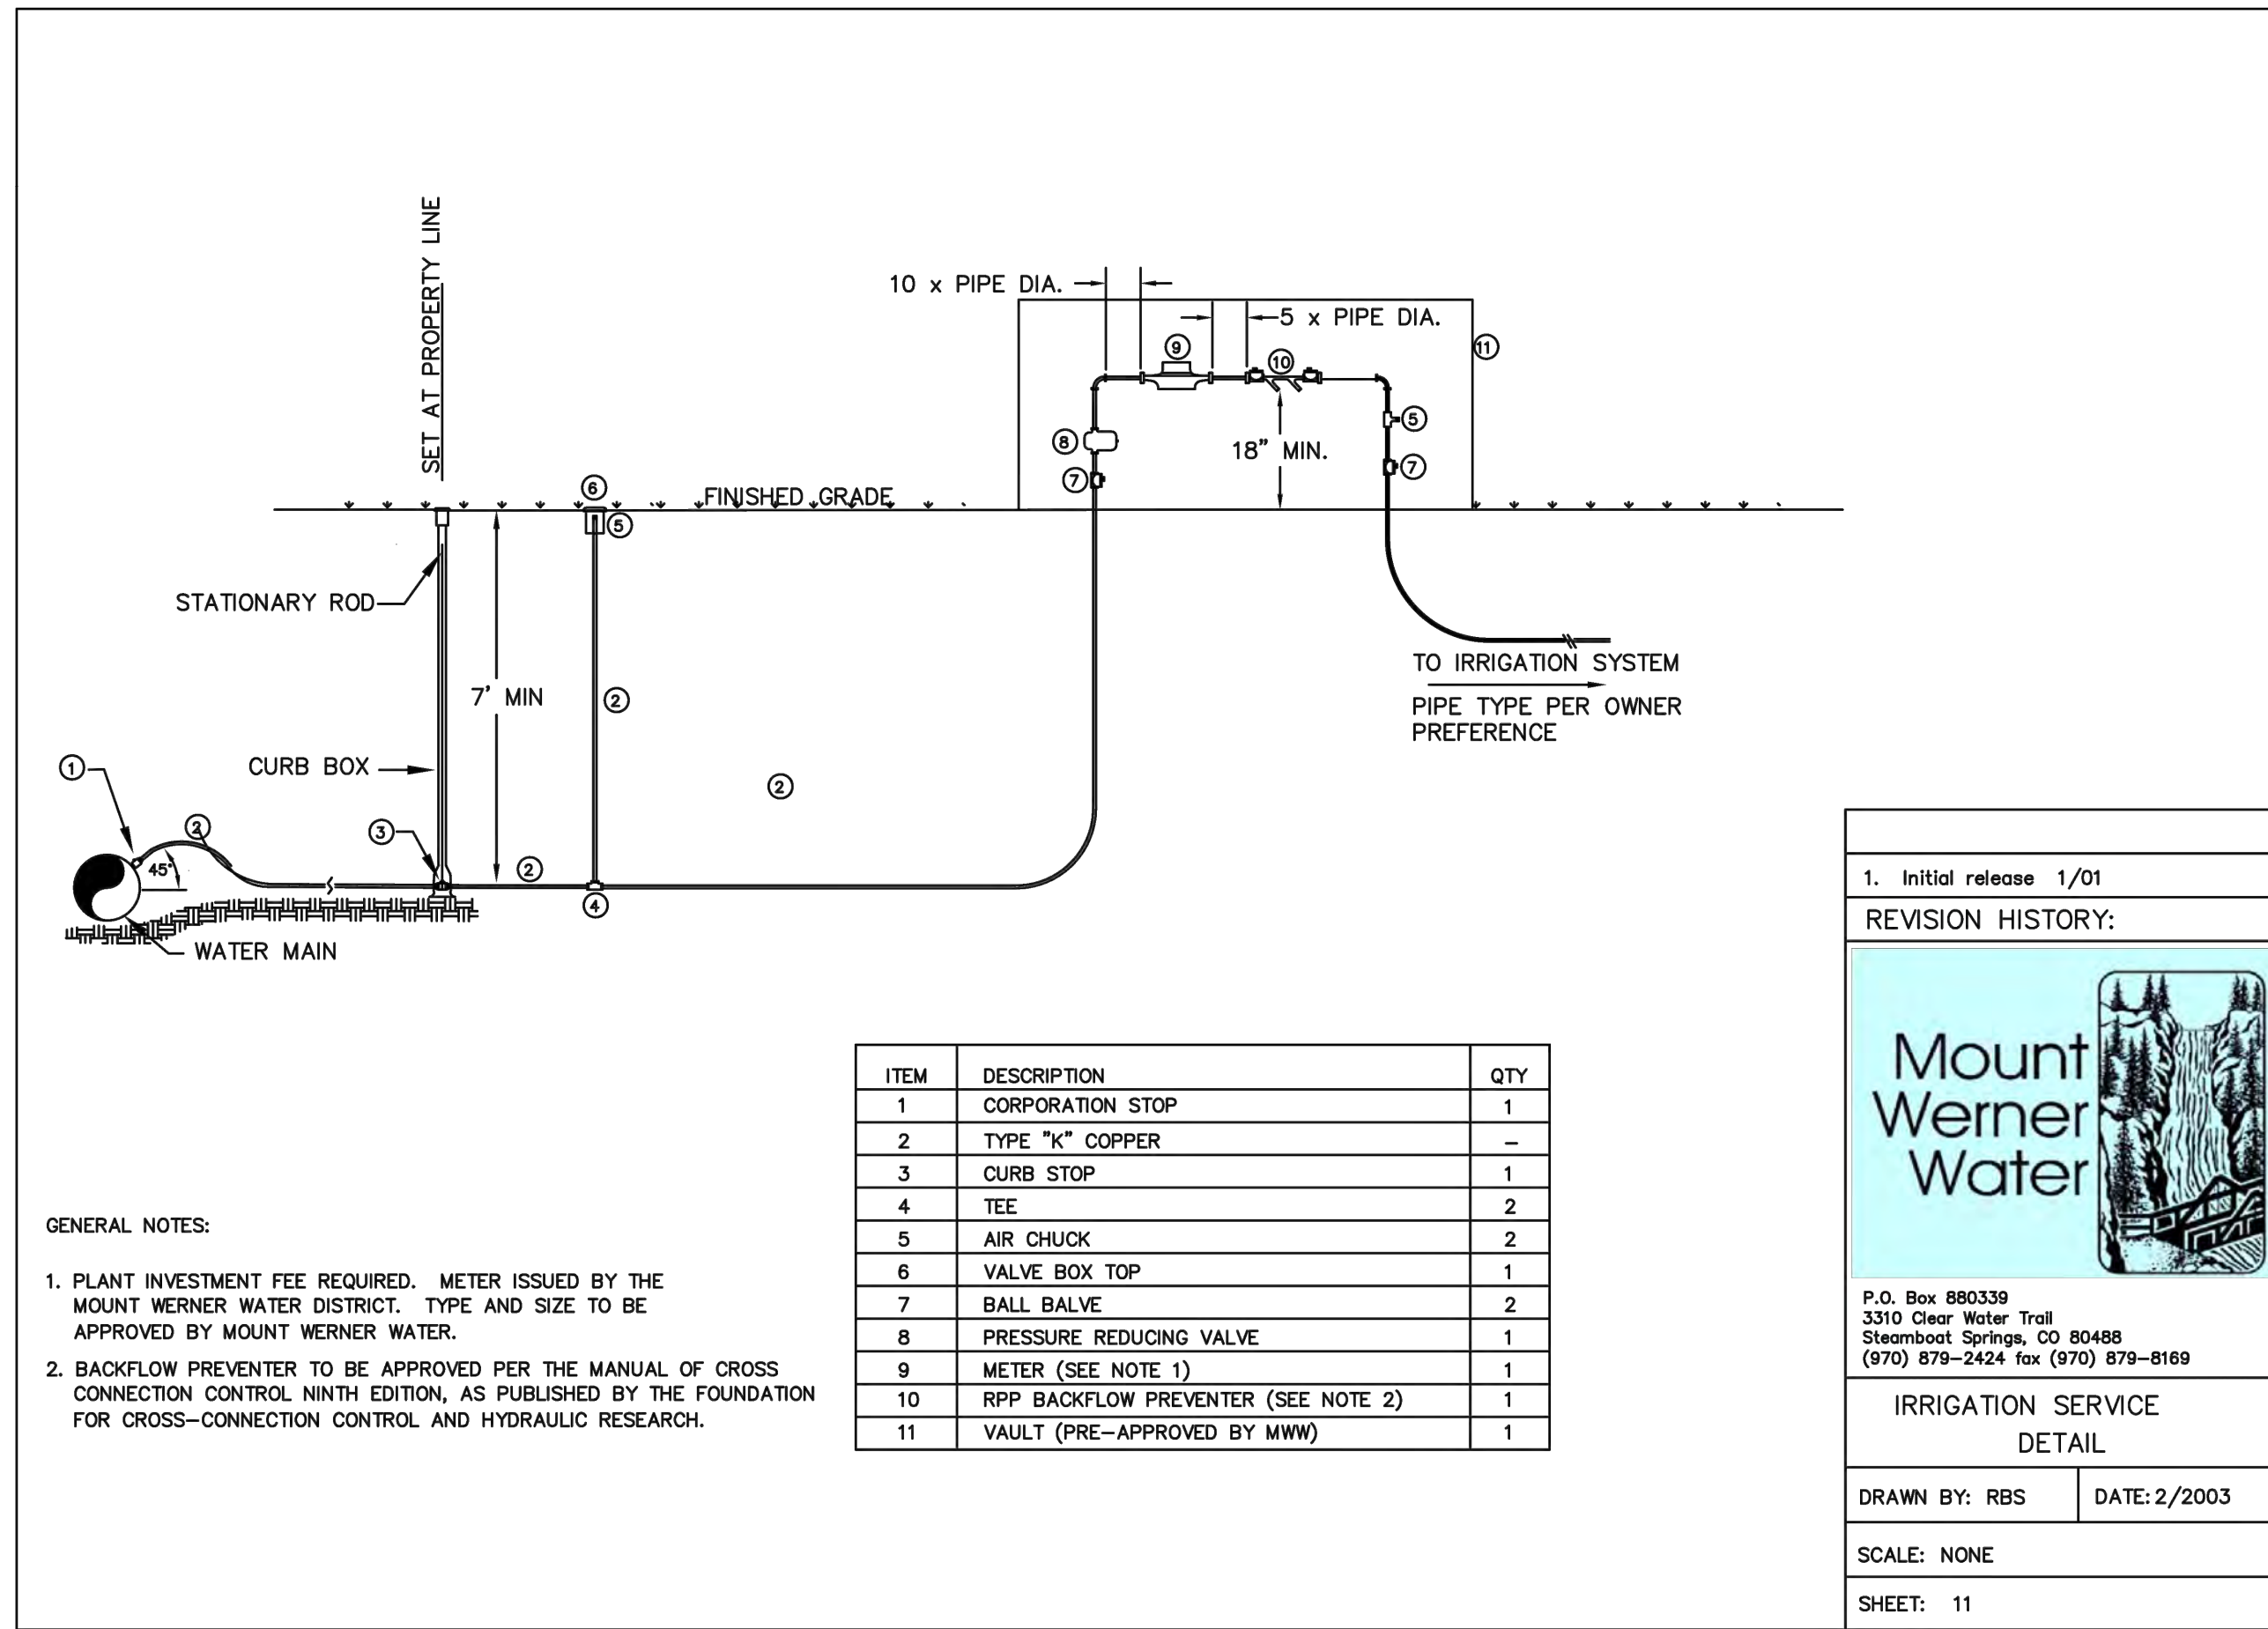 SET AT PROPERTY LINE
10 x PIPE DIA.
5 x PIPE DIA.
9
10
11
5
8
18" MIN.
7
7
6
FINISHED GRADE
5
STATIONARY ROD
7' MIN
2
TO IRRIGATION SYSTEM
PIPE TYPE PER OWNER
PREFERENCE
CURB BOX
1
2
2
3
45°
2
4
WATER MAIN
ITEM DESCRIPTION QTY
1 CORPORATION STOP 1
2 TYPE "K" COPPER –
3 CURB STOP 1
4 TEE 2
5 AIR CHUCK 2
6 VALVE BOX TOP 1
7 BALL BALVE 2
8 PRESSURE REDUCING VALVE 1
9 METER (SEE NOTE 1) 1
10 RPP BACKFLOW PREVENTER (SEE NOTE 2) 1
11 VAULT (PRE–APPROVED BY MWW) 1
GENERAL NOTES:
1. PLANT INVESTMENT FEE REQUIRED. METER ISSUED BY THE
MOUNT WERNER WATER DISTRICT. TYPE AND SIZE TO BE
APPROVED BY MOUNT WERNER WATER.
2. BACKFLOW PREVENTER TO BE APPROVED PER THE MANUAL OF CROSS
CONNECTION CONTROL NINTH EDITION, AS PUBLISHED BY THE FOUNDATION
FOR CROSS–CONNECTION CONTROL AND HYDRAULIC RESEARCH.
1. Initial release 1/01
REVISION HISTORY:
Mount
Werner
Water
P.O. Box 880339
3310 Clear Water Trail
Steamboat Springs, CO 80488
(970) 879–2424 fax (970) 879–8169
IRRIGATION SERVICE
DETAIL
DRAWN BY: RBS DATE: 2/2003
SCALE: NONE
SHEET: 11